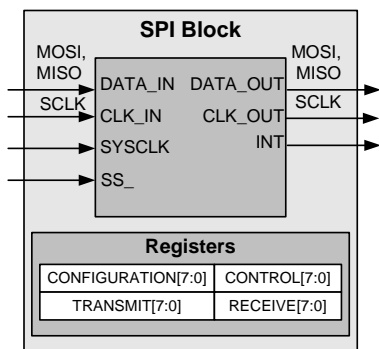 SPI Block
MOSI,
MISO
SCLK
DATA_IN
CLK_IN
SYSCLK
SS_
DATA_OUT
CLK_OUT
INT
MOSI,
MISO
SCLK
Registers
CONFIGURATION[7:0] CONTROL[7:0]
TRANSMIT[7:0] RECEIVE[7:0]